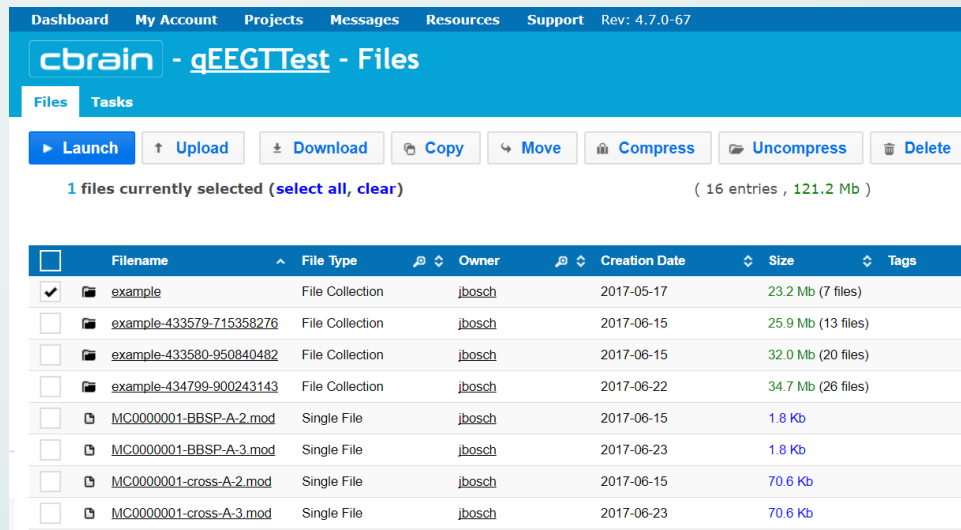 Dashboard My Account Projects Messages Resources Support Rev: 4.7.0-67
cbrain - qEEGTTest - Files
Files Tasks
Launch Upload Download Copy Move Compress Uncompress Delete
1 files currently selected (select all, clear) ( 16 entries , 121.2 Mb )
Filename File Type Owner Creation Date Size Tags
example File Collection jbosch 2017-05-17 23.2 Mb (7 files)
example-433579-715358276 File Collection jbosch 2017-06-15 25.9 Mb (13 files)
example-433580-950840482 File Collection jbosch 2017-06-15 32.0 Mb (20 files)
example-434799-900243143 File Collection jbosch 2017-06-22 34.7 Mb (26 files)
MC0000001-BBSP-A-2.mod Single File jbosch 2017-06-15 1.8 Kb
MC0000001-BBSP-A-3.mod Single File jbosch 2017-06-23 1.8 Kb
MC0000001-cross-A-2.mod Single File jbosch 2017-06-15 70.6 Kb
MC0000001-cross-A-3.mod Single File jbosch 2017-06-23 70.6 Kb